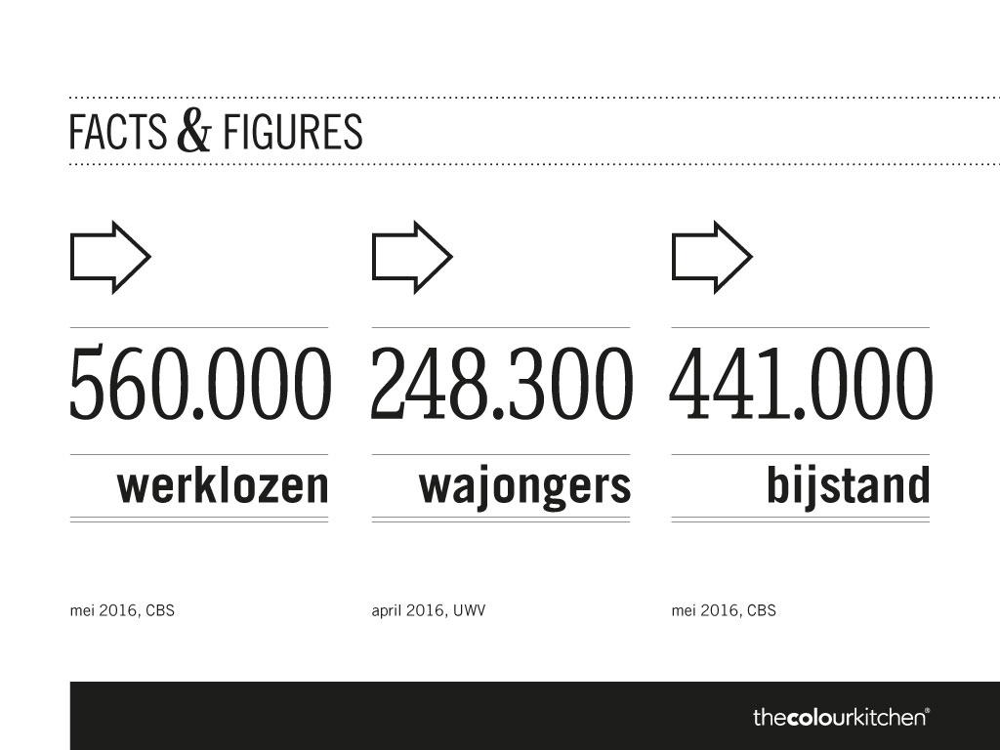 FACTS & FIGURES
560.000
werklozen
mei 2016, CBS
248.300
wajongers
april 2016, UWV
441.000
bijstand
mei 2016, CBS
thecolourkitchen®